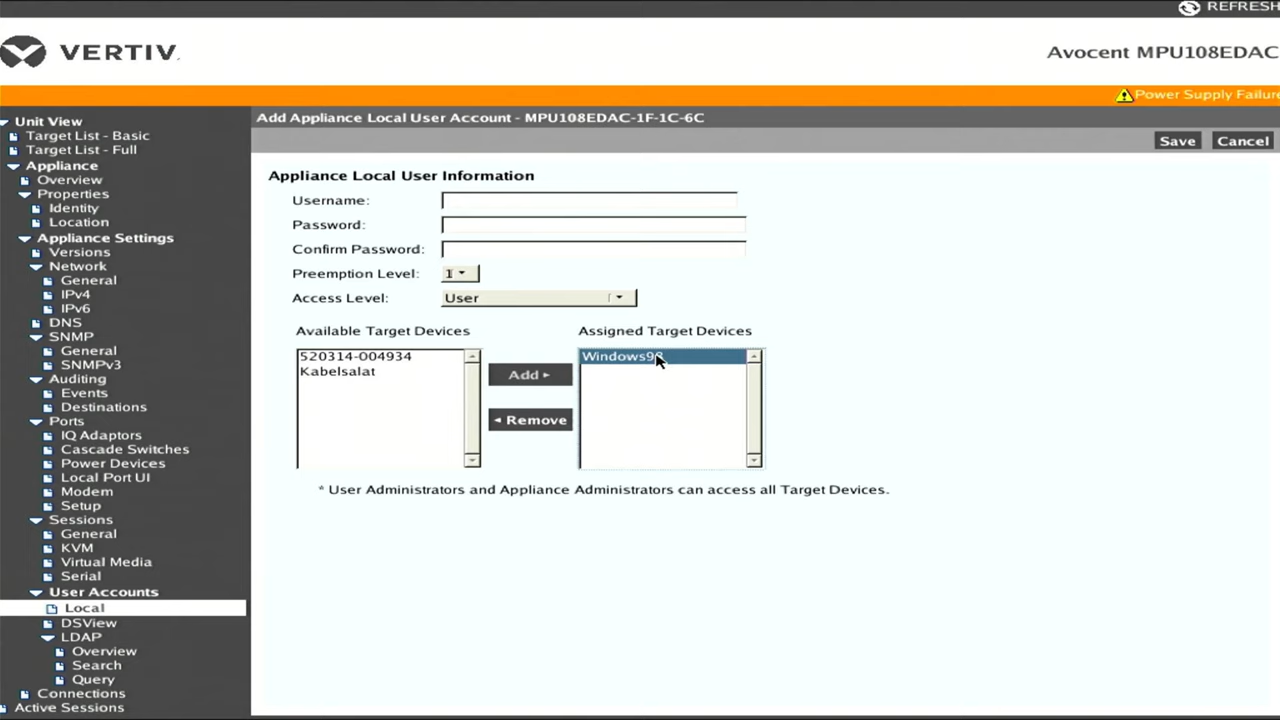 REFRESH
VERTIV.
Avocent MPU108EDAC
Power Supply Failure
Unit View
Target List - Basic
Target List - Full
Appliance
Overview
Properties
Identity
Location
Appliance Settings
Versions
Network
General
IPv4
IPv6
DNS
SNMP
General
SNMPv3
Auditing
Events
Destinations
Ports
IQ Adaptors
Cascade Switches
Power Devices
Local Port UI
Modem
Setup
Sessions
General
KVM
Virtual Media
Serial
User Accounts
Local
DSView
LDAP
Overview
Search
Query
Connections
Active Sessions
Add Appliance Local User Account - MPU108EDAC-1F-1C-6C
Save Cancel
Appliance Local User Information
Username:
Password:
Confirm Password:
Preemption Level: 1
Access Level: User
Available Target Devices
520314-004934
Kabelsalat
Add
Remove
Assigned Target Devices
Windows98
* User Administrators and Appliance Administrators can access all Target Devices.